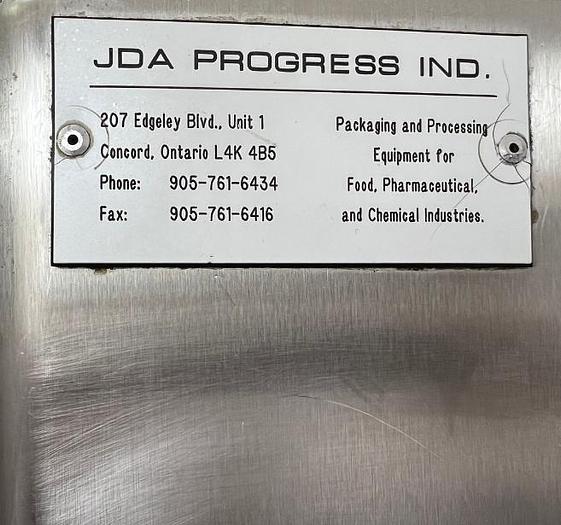 JDA PROGRESS IND.
207 Edgeley Blvd., Unit 1
Concord, Ontario L4K 4B5
Phone: 905-761-6434
Fax: 905-761-6416
Packaging and Processing
Equipment for
Food, Pharmaceutical,
and Chemical Industries.